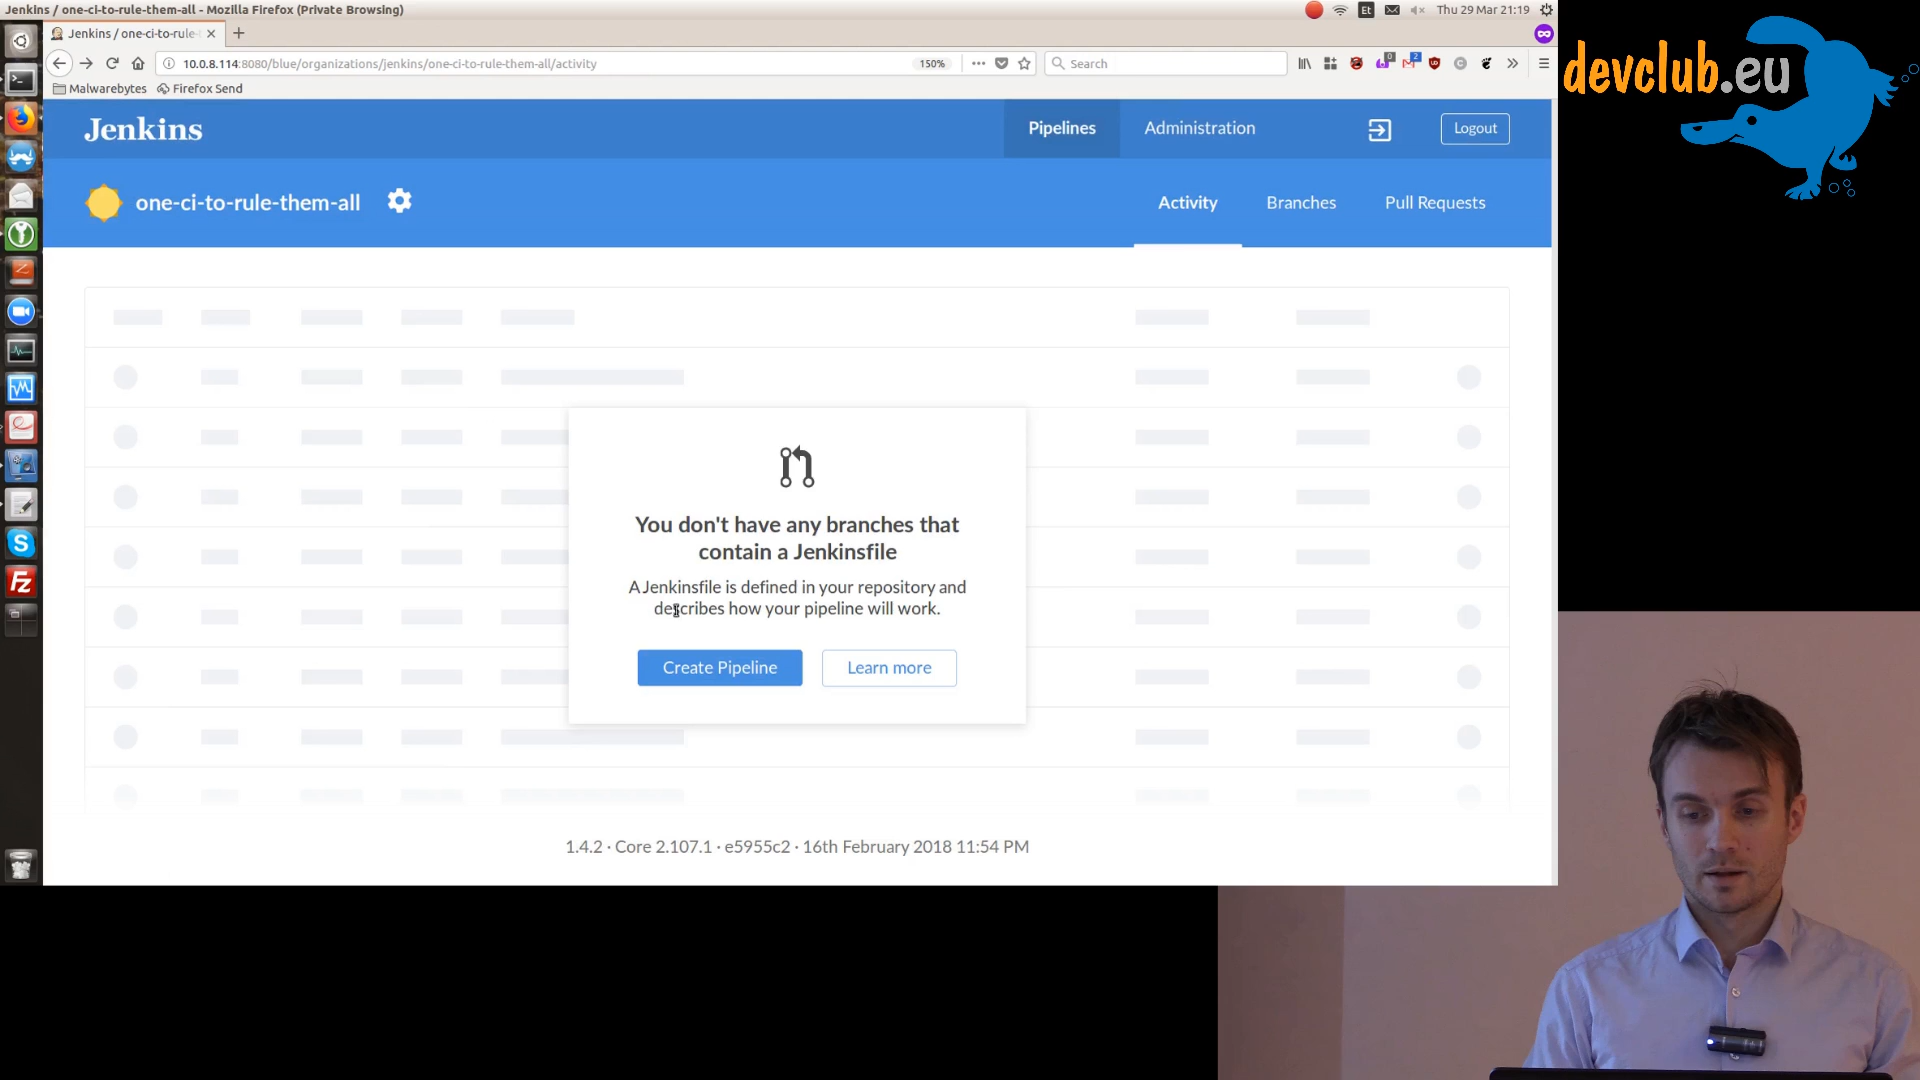 Jenkins / one-ci-to-rule-them-all - Mozilla Firefox (Private Browsing)
Et
Thu 29 Mar 21:19
Jenkins / one-ci-to-rule-
10.0.8.114:8080/blue/organizations/jenkins/one-ci-to-rule-them-all/activity
150%
Search
Malwarebytes
Firefox Send
devclub.eu
Jenkins
Pipelines
Administration
Logout
one-ci-to-rule-them-all
Activity
Branches
Pull Requests
You don't have any branches that
contain a Jenkinsfile
A Jenkinsfile is defined in your repository and
describes how your pipeline will work.
Create Pipeline
Learn more
1.4.2 · Core 2.107.1 · e5955c2 · 16th February 2018 11:54 PM